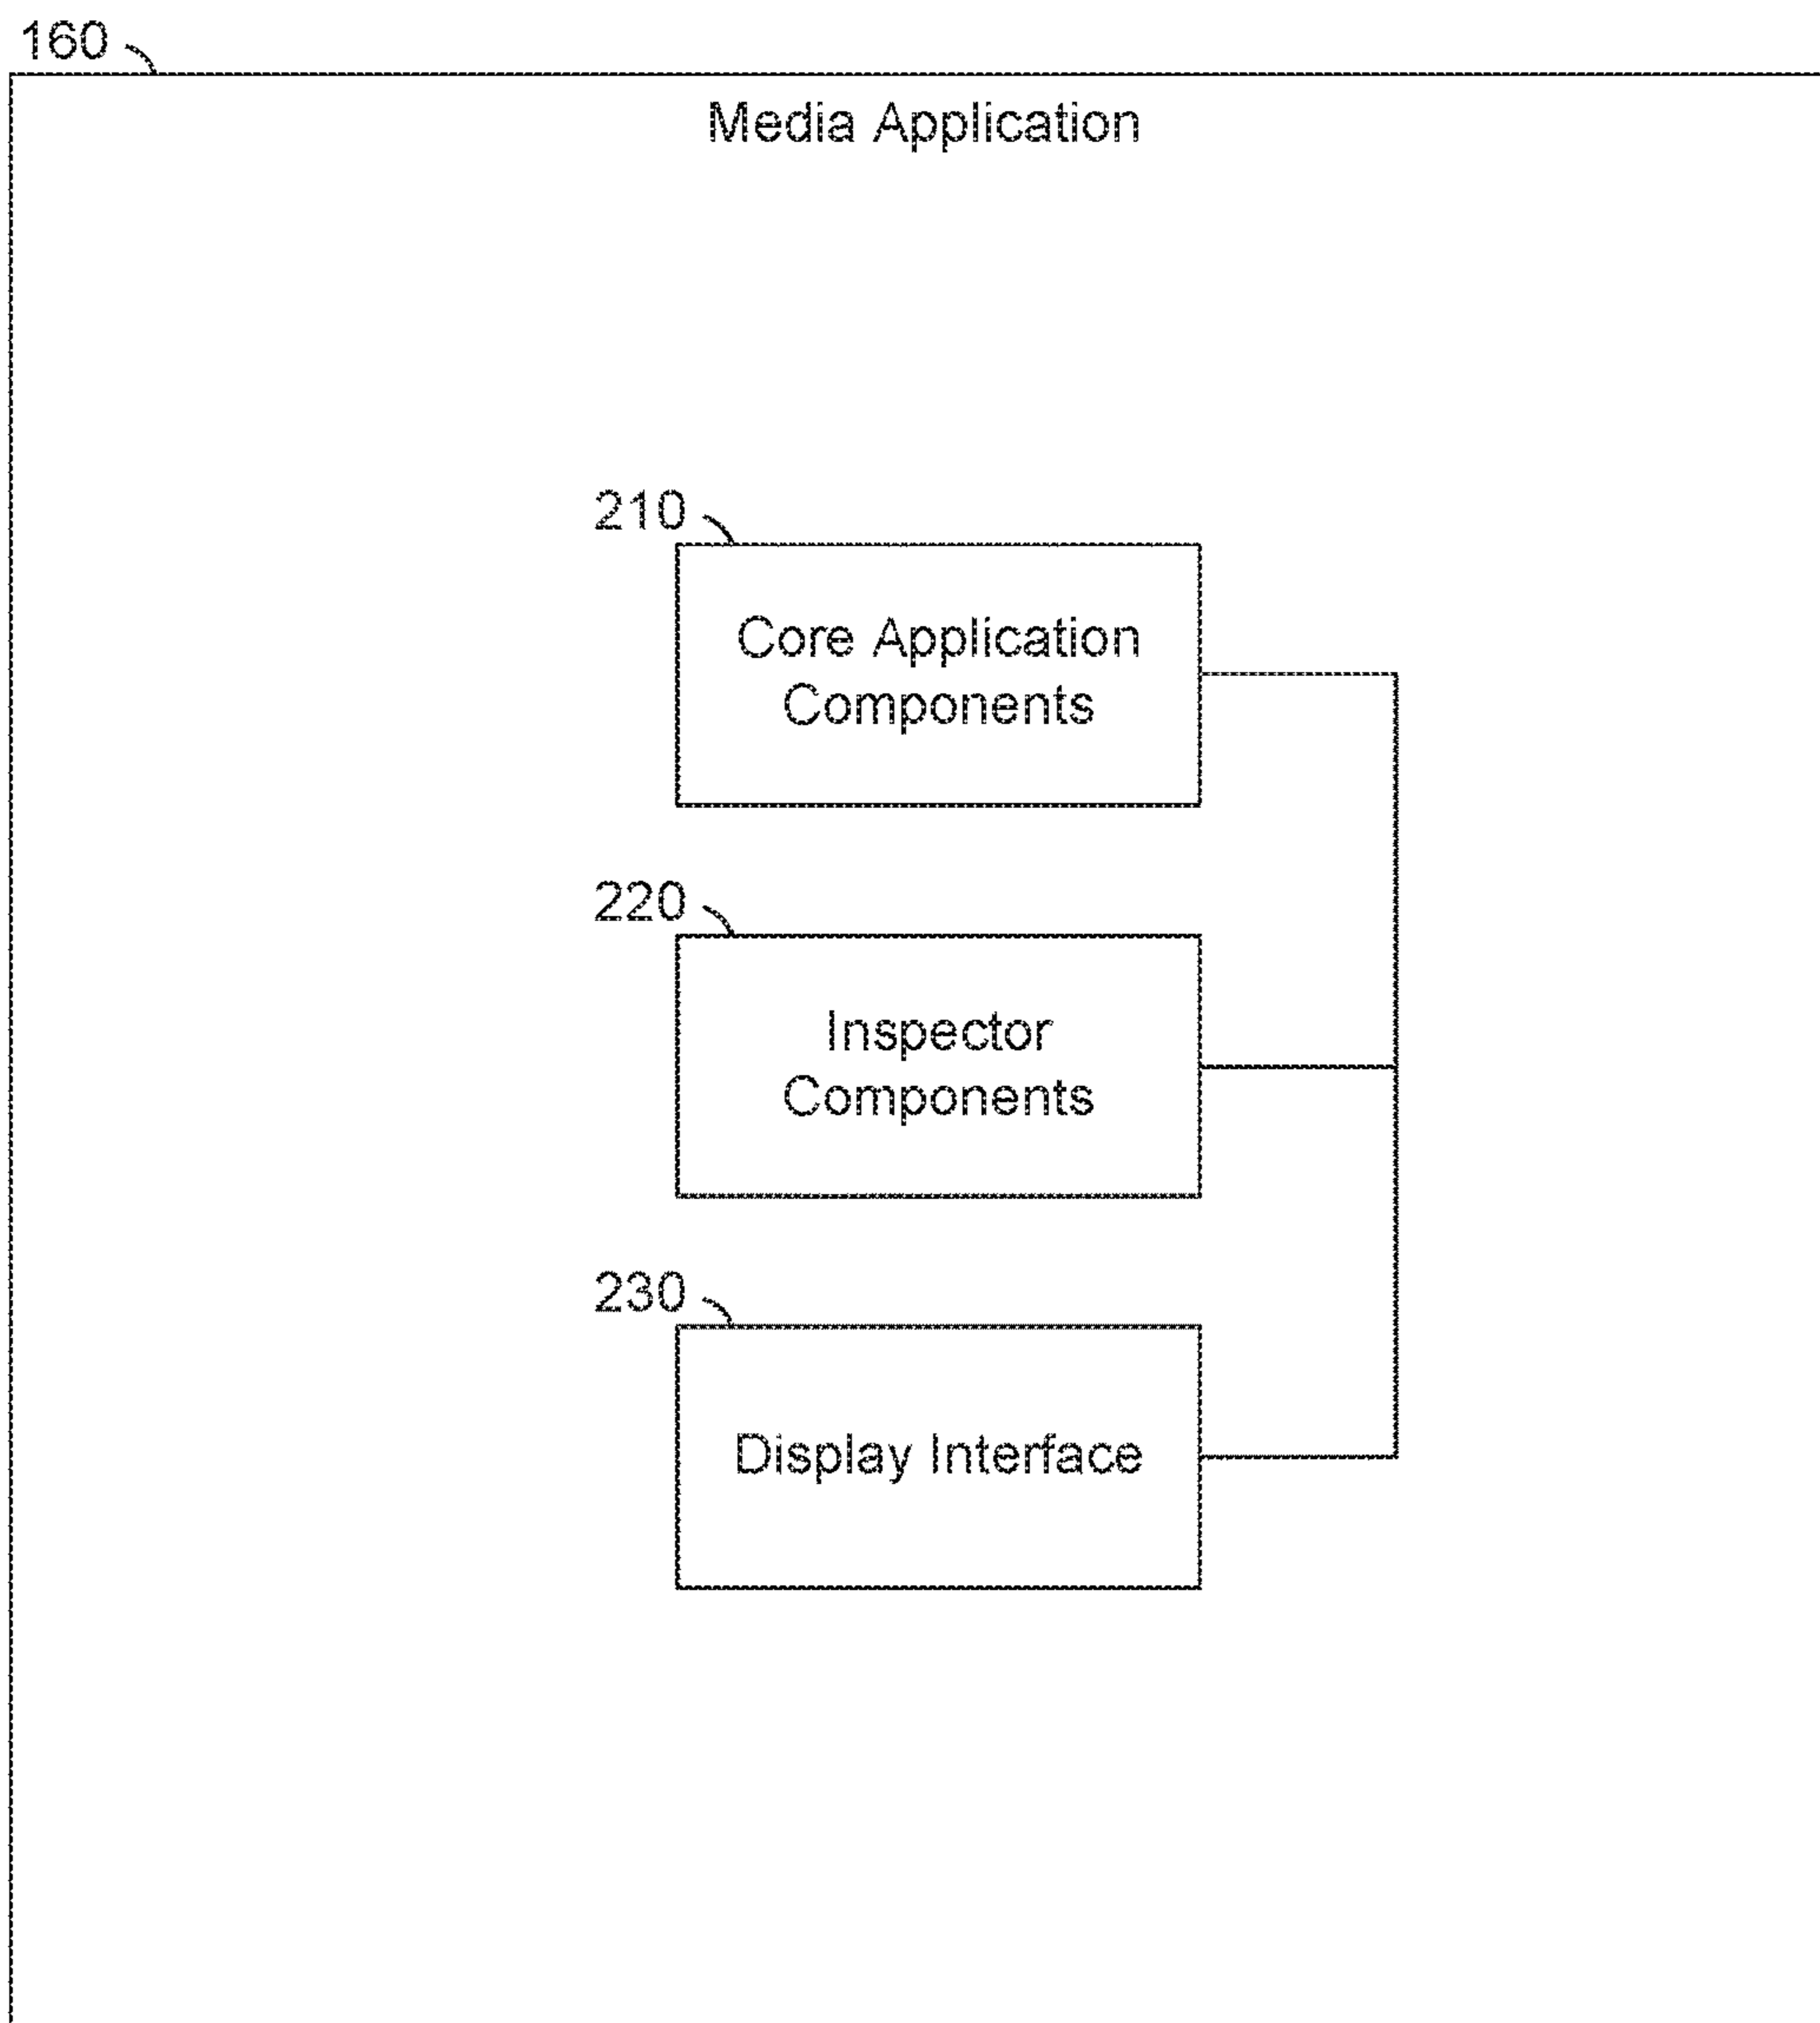 160
Media Application
210
Core Application
Components
220
Inspector
Components
230
Display Interface